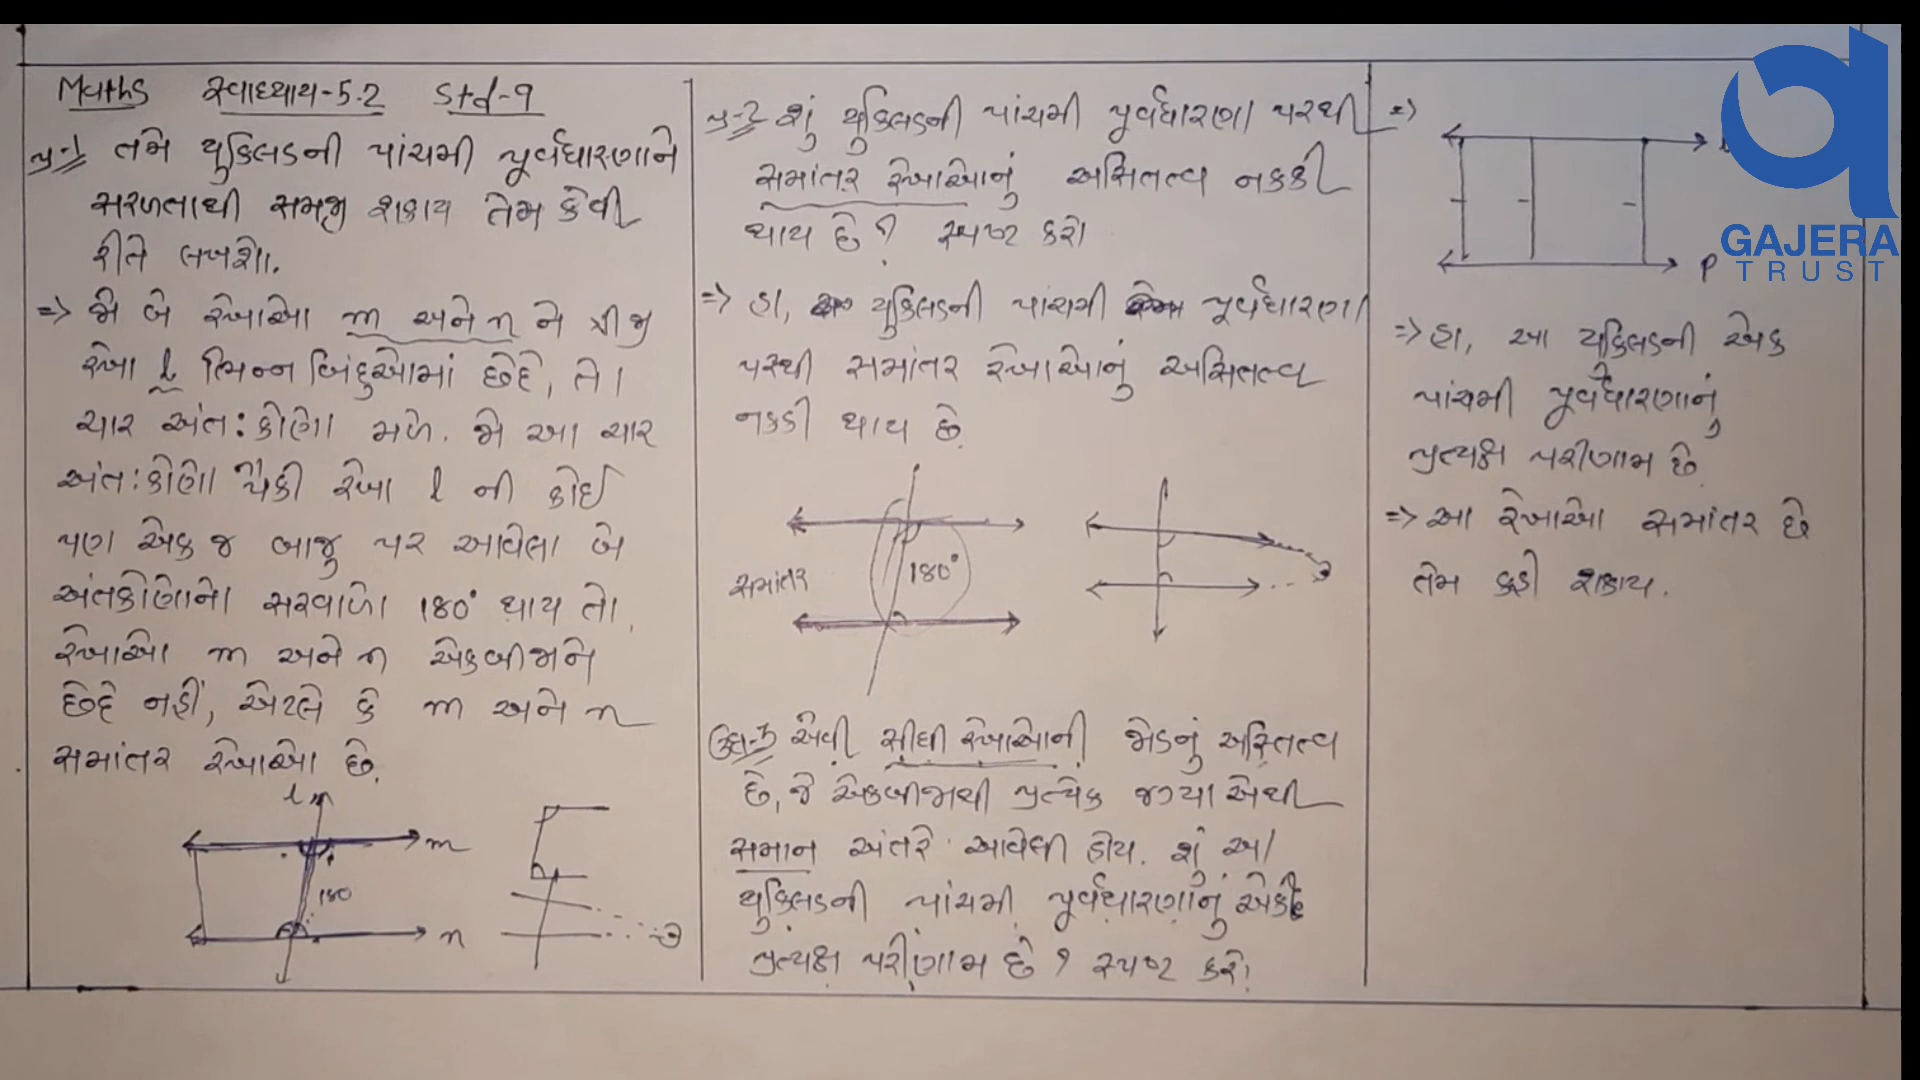 Maths સ્વાધ્યાય-5.2 Std-9
પ્ર-1 તમે યુક્લિડની પાંચમી પૂર્વધારણાને
સરળતાથી સમજી શકાય તેમ કેવી
રીતે લખશો.
=> જો બે રેખાઓ m અને n ને ત્રીજી
રેખા l ભિન્ન બિંદુઓમાં છેદે, તો
ચાર અંત:કોણો મળે. જો આ ચાર
અંત:કોણો પૈકી રેખા l ની કોઈ
પણ એક જ બાજુ પર આવેલા બે
અંતકોણોનો સરવાળો 180° થાય તો
રેખાઓ m અને n એકબીજાને
છેદે નહીં, એટલે કે m અને n
સમાંતર રેખાઓ છે.
l
m
180
n
પ્ર-2 શું યુક્લિડની પાંચમી પૂર્વધારણા પરથી
સમાંતર રેખાઓનું અસિતત્વ નક્કી
થાય છે? સ્પષ્ટ કરો
=> હા, યુક્લિડની પાંચમી પૂર્વધારણા
પરથી સમાંતર રેખાઓનું અસિતત્વ
નક્કી થાય છે.
સમાંતર 180°
ઉદા-3 એવી સીધી રેખાઓની જોડનું અસ્તિત્વ
છે, જે એકબીજાથી પ્રત્યેક જગ્યાએથી
સમાન અંતરે આવેલી હોય. શું આ
યુક્લિડની પાંચમી પૂર્વધારણાનું એક
પ્રત્યક્ષ પરીણામ છે? સ્પષ્ટ કરો.
=>
p
=> હા, આ યુક્લિડની એક
પાંચમી પૂર્વધારણાનું
પ્રત્યક્ષ પરીણામ છે.
=> આ રેખાઓ સમાંતર છે
તેમ કહી શકાય.
GAJERA
TRUST